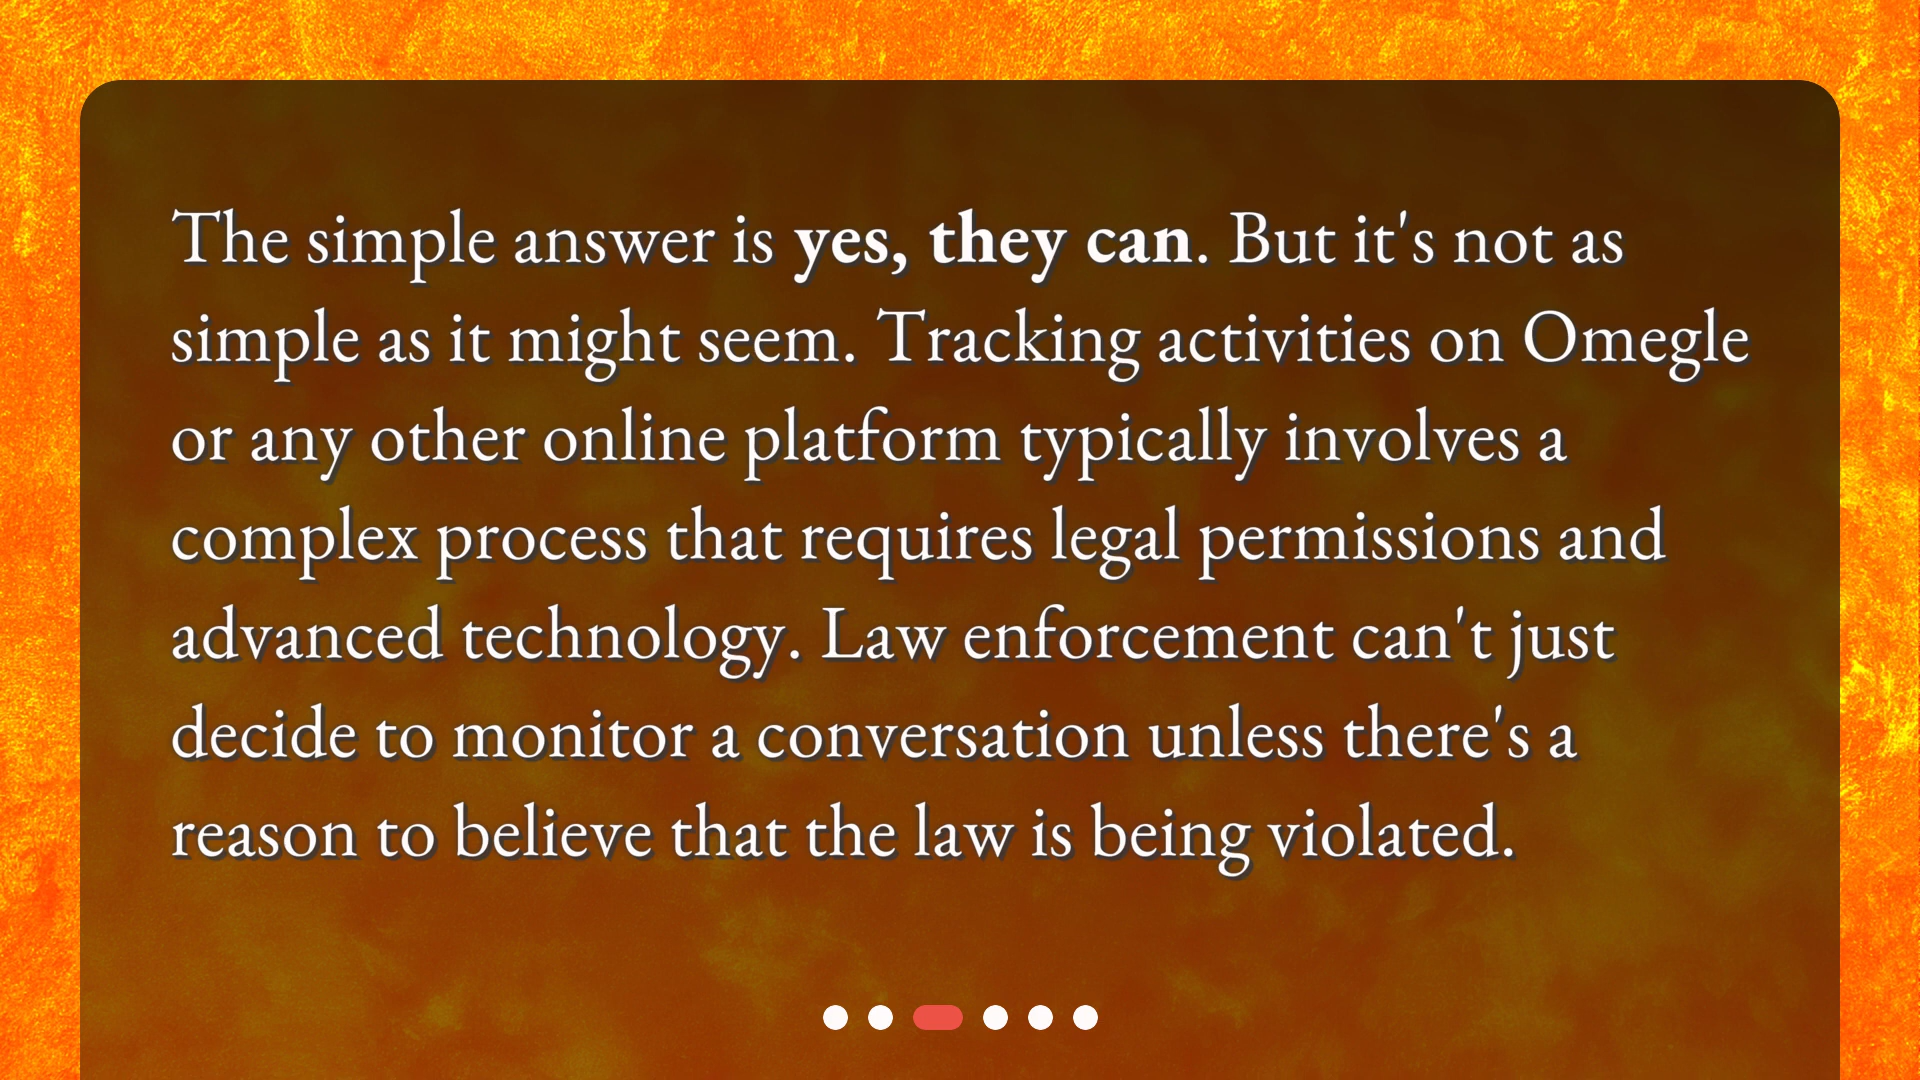 The simple answer is yes, they can. But it's not as
simple as it might seem. Tracking activities on Omegle
or any other online platform typically involves a
complex process that requires legal permissions and
advanced technology. Law enforcement can't just
decide to monitor a conversation unless there's a
reason to believe that the law is being violated.